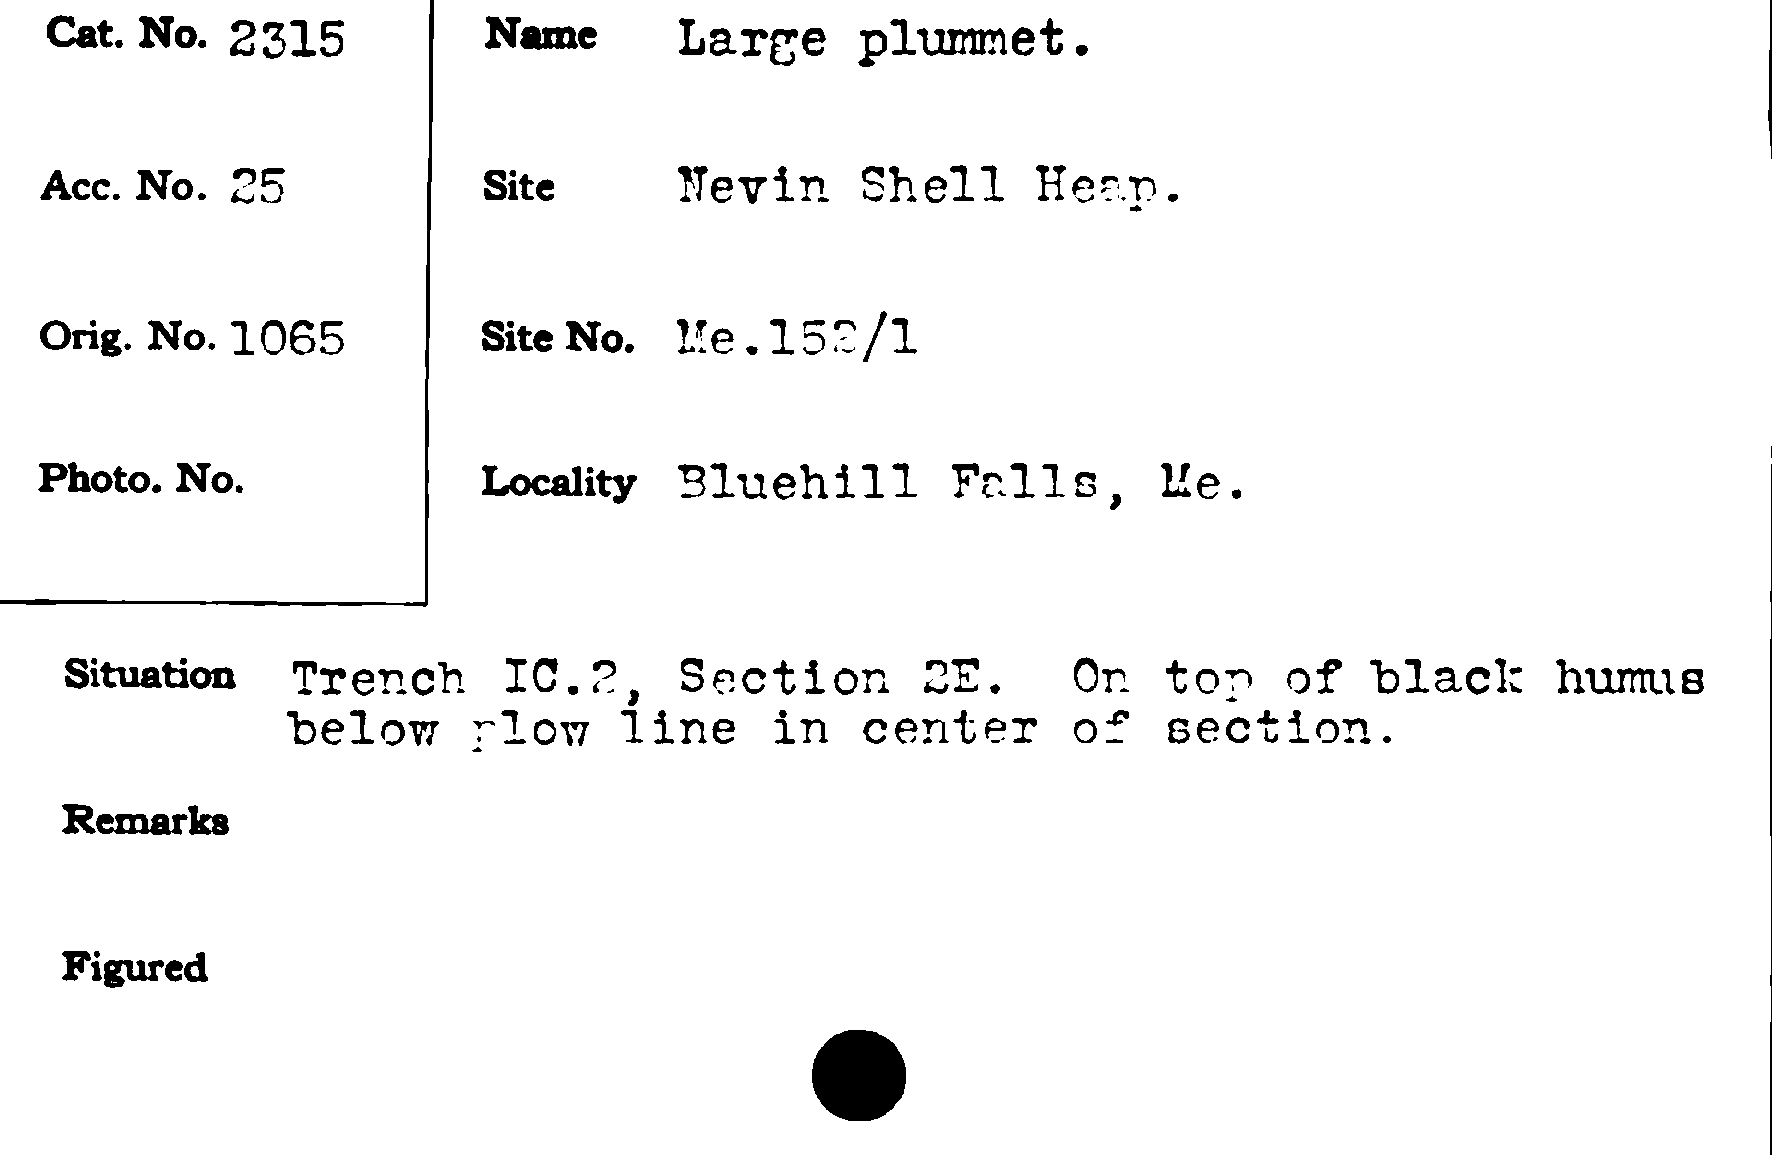 Cat. No. 2315
Name Large plummet.
Acc. No. 25
Site Nevin Shell Heap.
Orig. No. 1065
Site No. Me.152/1
Photo. No.
Locality Bluehill Falls, Me.
Situation Trench IC.2, Section 2E. On top of black humus
below plow line in center of section.
Remarks
Figured